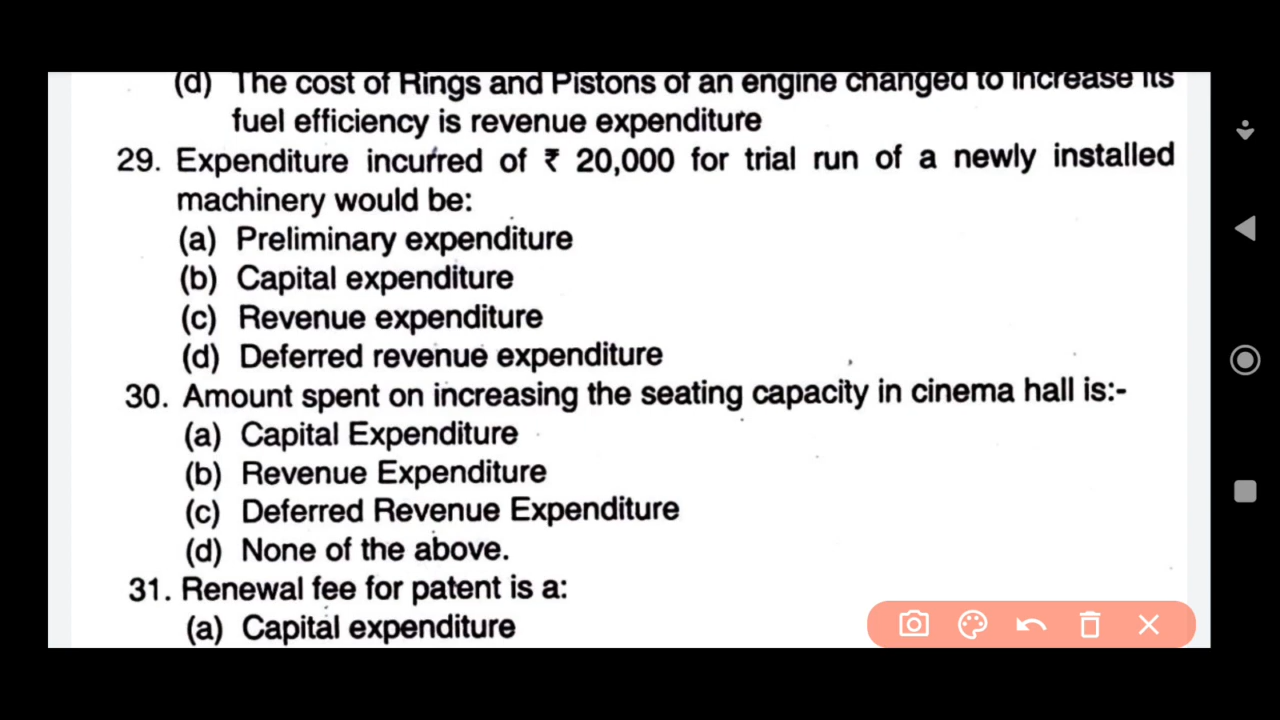 (d) The cost of Rings and Pistons of an engine changed to increase its
fuel efficiency is revenue expenditure
29. Expenditure incurred of ₹ 20,000 for trial run of a newly installed
machinery would be:
(a) Preliminary expenditure
(b) Capital expenditure
(c) Revenue expenditure
(d) Deferred revenue expenditure
30. Amount spent on increasing the seating capacity in cinema hall is:-
(a) Capital Expenditure
(b) Revenue Expenditure
(c) Deferred Revenue Expenditure
(d) None of the above.
31. Renewal fee for patent is a:
(a) Capital expenditure